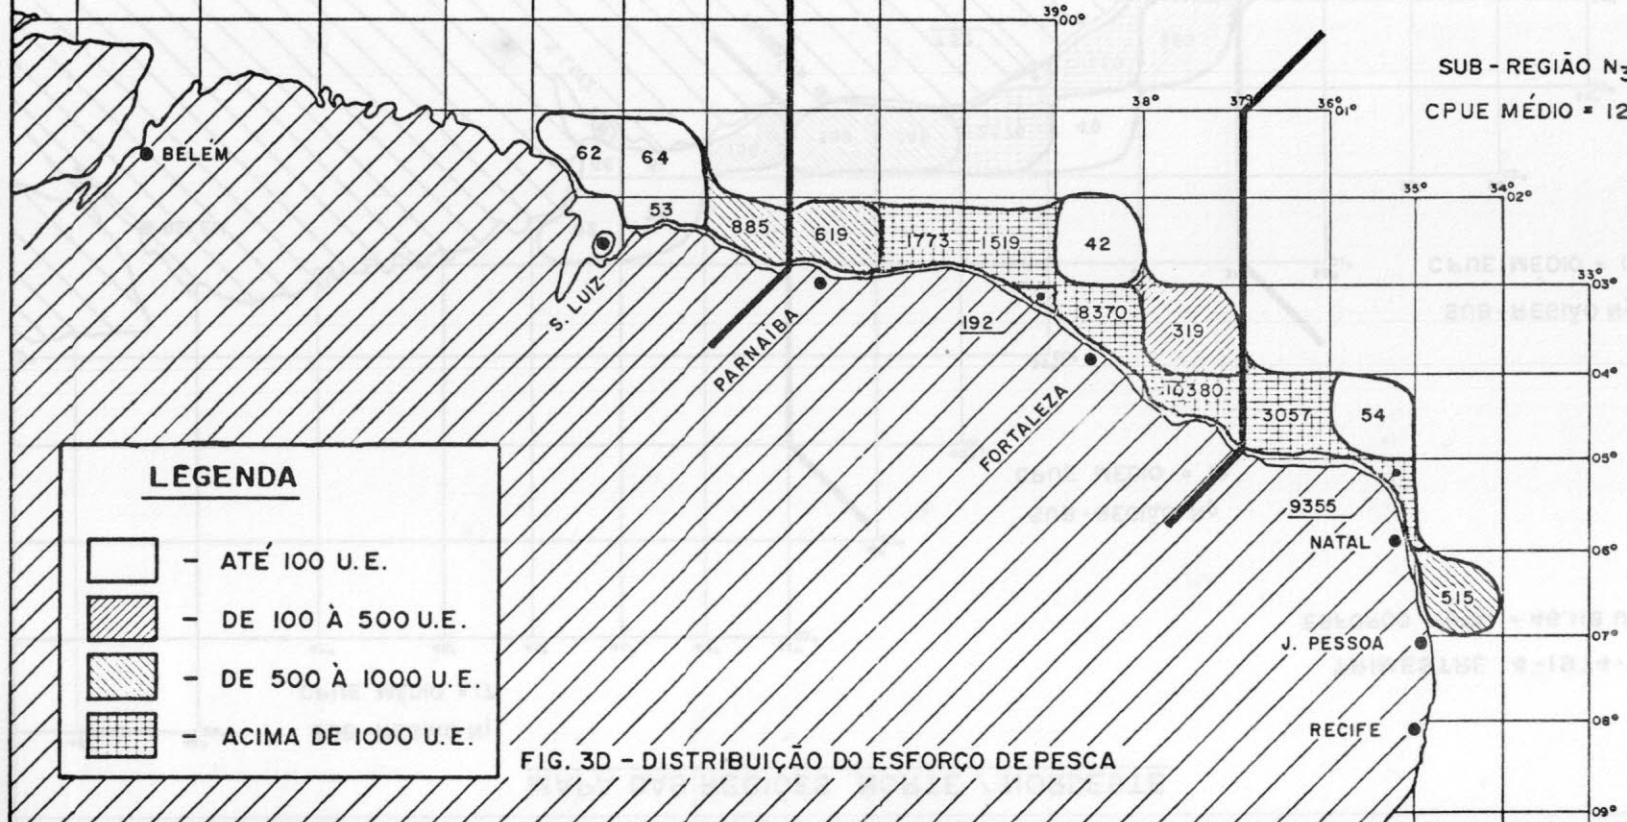 39°
00°
SUB-REGIÃO N3
CPUE MÉDIO = 12
38°
37°
36°
01°
BELÉM
62
64
35°
34°
02°
53
885
619
1773
1519
42
03°
S. LUIZ
PARNAÍBA
192
8370
319
04°
FORTALEZA
10380
3057
54
05°
LEGENDA
- ATÉ 100 U.E.
- DE 100 À 500 U.E.
- DE 500 À 1000 U.E.
- ACIMA DE 1000 U.E.
9355
NATAL
06°
515
J. PESSOA
07°
RECIFE
08°
FIG. 3D - DISTRIBUIÇÃO DO ESFORÇO DE PESCA
09°